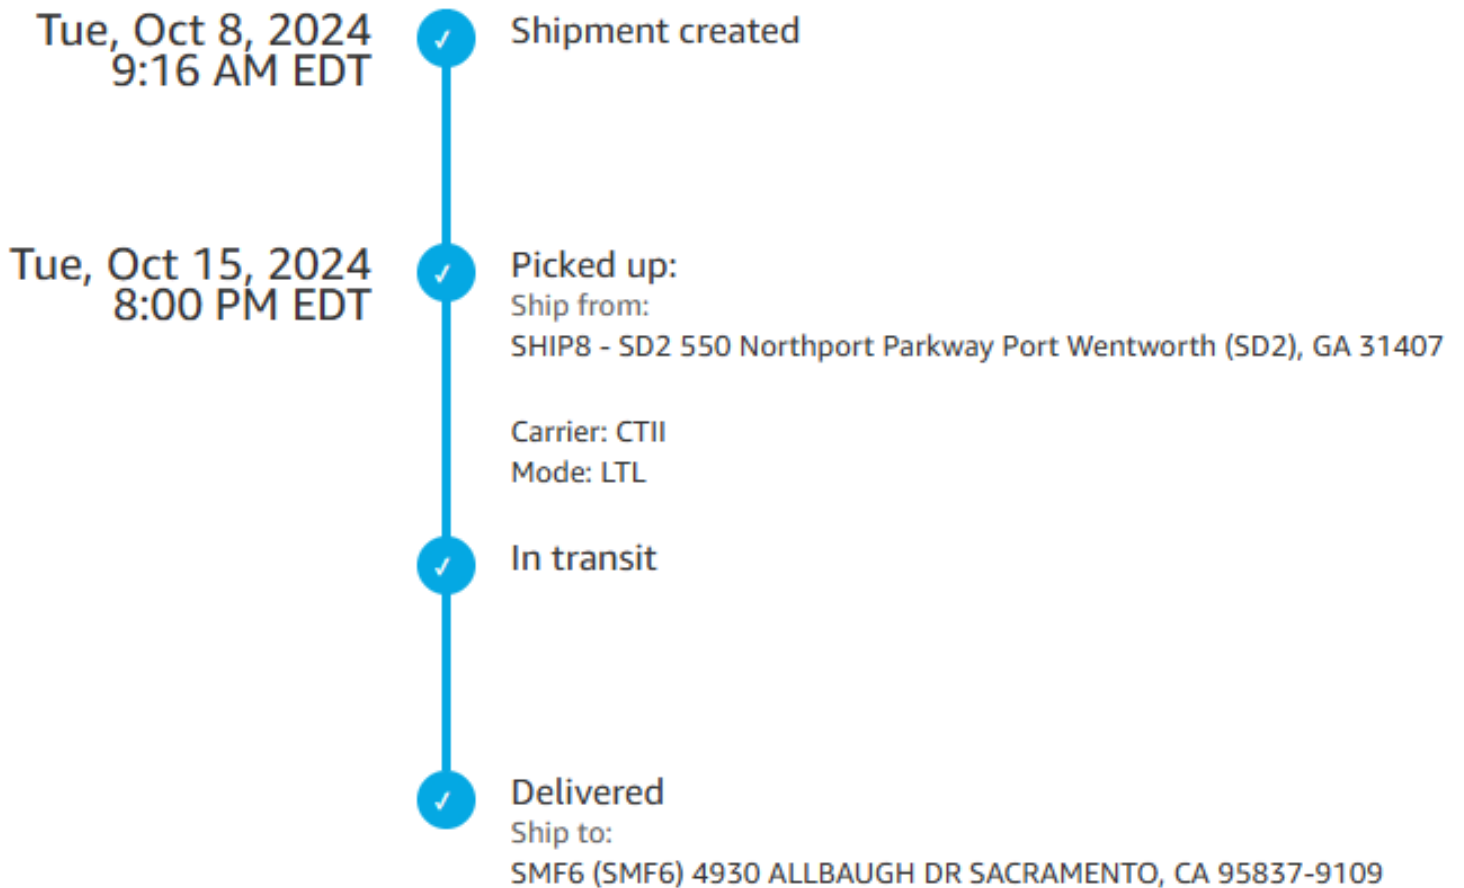 Tue, Oct 8, 2024
9:16 AM EDT
Shipment created
Tue, Oct 15, 2024
8:00 PM EDT
Picked up:
Ship from:
SHIP8 - SD2 550 Northport Parkway Port Wentworth (SD2), GA 31407
Carrier: CTII
Mode: LTL
In transit
Delivered
Ship to:
SMF6 (SMF6) 4930 ALLBAUGH DR SACRAMENTO, CA 95837-9109